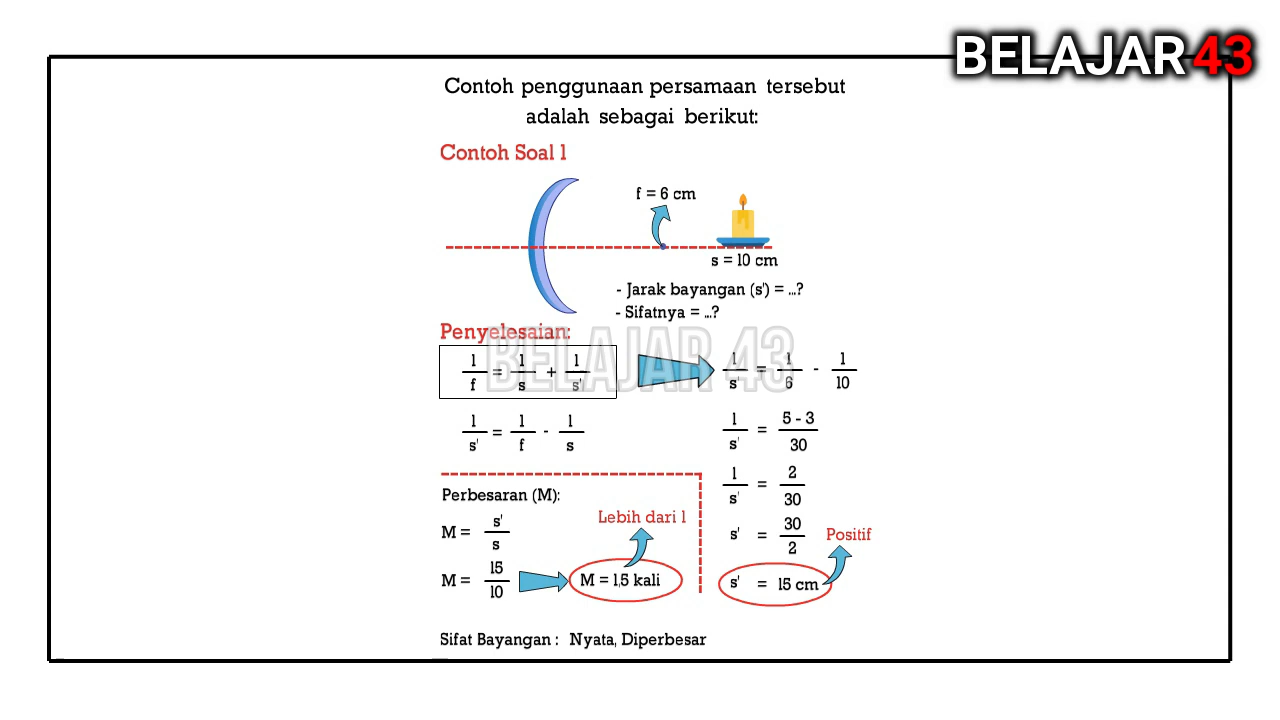 BELAJAR 43
Contoh penggunaan persamaan tersebut
adalah sebagai berikut:
Contoh Soal 1
f = 6 cm
s = 10 cm
- Jarak bayangan (s') = ...?
- Sifatnya = ...?
Penyelesaian:
BELAJAR 43
1/f = 1/s + 1/s'
1/s' = 1/f - 1/s
1/s' = 1/6 - 1/10
1/s' = 5 - 3/30
1/s' = 2/30
s' = 30/2
Positif
s' = 15 cm
Perbesaran (M):
M = s'/s
Lebih dari 1
M = 15/10
M = 1,5 kali
Sifat Bayangan : Nyata, Diperbesar